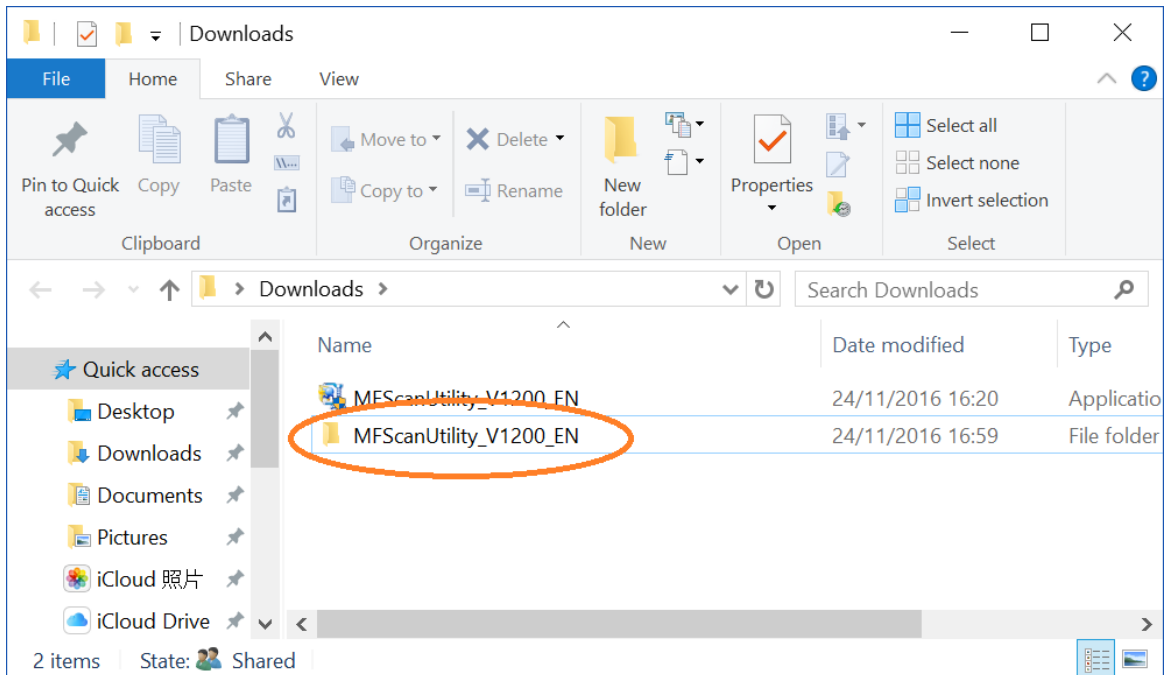 Downloads
File Home Share View
Pin to Quick access
Copy
Paste
Move to
Copy to
Delete
Rename
New folder
Properties
Select all
Select none
Invert selection
Clipboard Organize New Open Select
Downloads
Search Downloads
Name Date modified Type
Quick access
Desktop
Downloads
Documents
Pictures
iCloud 照片
iCloud Drive
MFScanUtility_V1200_EN 24/11/2016 16:20 Applicatio
MFScanUtility_V1200_EN 24/11/2016 16:59 File folder
2 items State: Shared